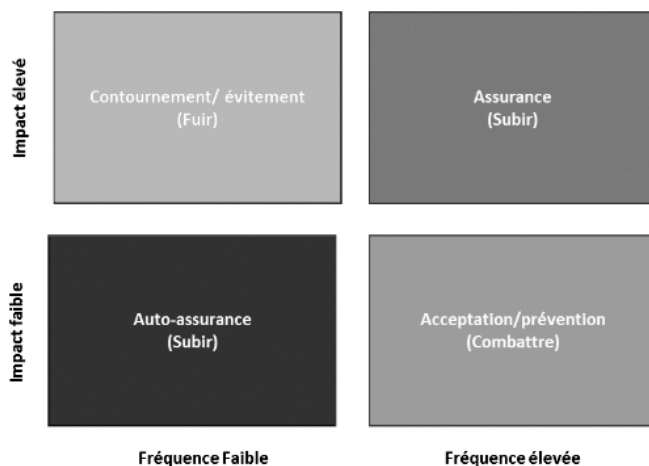 Impact élevé
Contournement/ évitement
(Fuir)
Assurance
(Subir)
Impact faible
Auto-assurance
(Subir)
Acceptation/prévention
(Combattre)
Fréquence Faible
Fréquence élevée